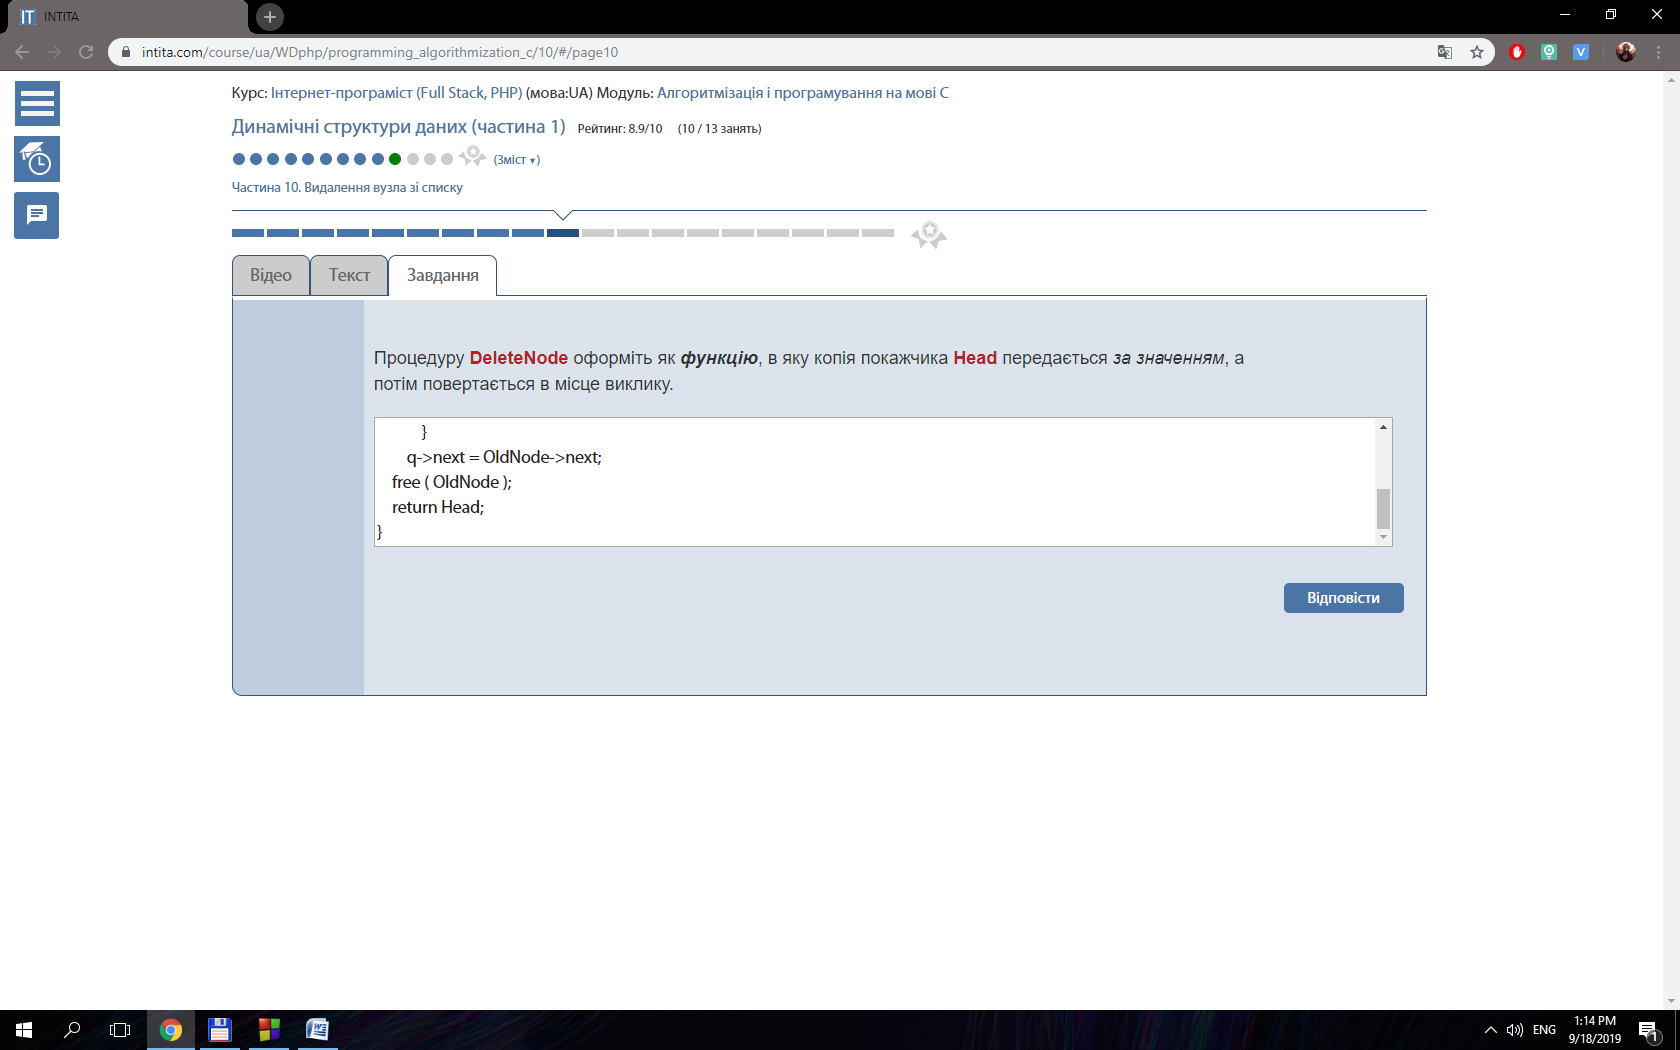 INTITA
intita.com/course/ua/WDphp/programming_algorithmization_c/10/#/page10
Курс: Інтернет-програміст (Full Stack, PHP) (мова:UA) Модуль: Алгоритмізація і програмування на мові С
Динамічні структури даних (частина 1) Рейтинг: 8.9/10 (10 / 13 занять)
(Зміст ▾)
Частина 10. Видалення вузла зі списку
Відео Текст Завдання
Процедуру DeleteNode оформіть як функцію, в яку копія покажчика Head передається за значенням, а
потім повертається в місце виклику.
}
q->next = OldNode->next;
free ( OldNode );
return Head;
}
Відповісти
ENG
1:14 PM
9/18/2019
1